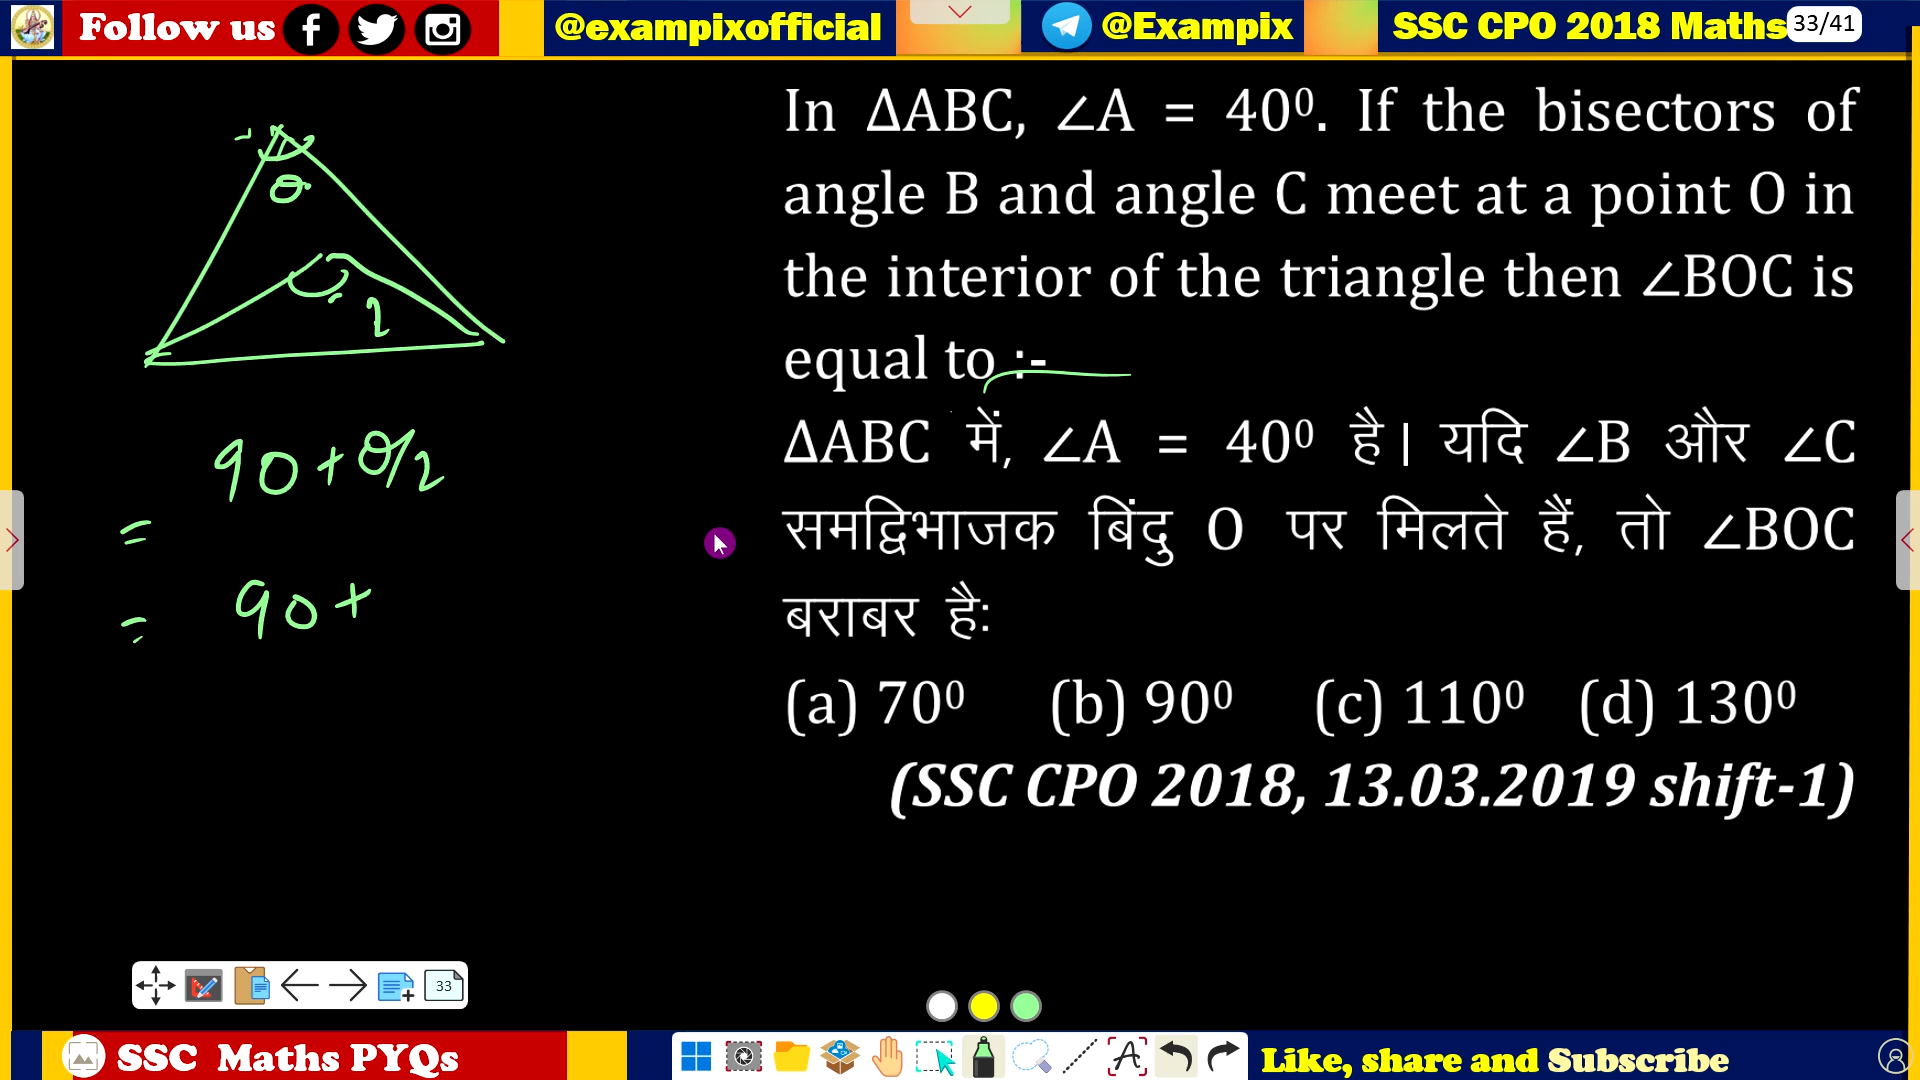 Follow us @exampixofficial @Exampix SSC CPO 2018 Maths 33/41
In ΔABC, ∠A = 40⁰. If the bisectors of
angle B and angle C meet at a point O in
the interior of the triangle then ∠BOC is
equal to :-
ΔABC में, ∠A = 40⁰ है| यदि ∠B और ∠C
समद्विभाजक बिंदु O पर मिलते हैं, तो ∠BOC
बराबर है:
(a) 70⁰ (b) 90⁰ (c) 110⁰ (d) 130⁰
(SSC CPO 2018, 13.03.2019 shift-1)
θ
2
90 + θ/2
=
= 90 +
33
SSC Maths PYQs
Like, share and Subscribe